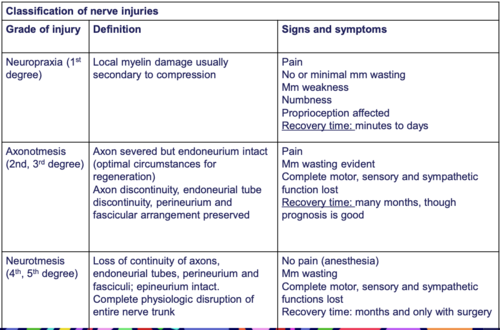 Classification of nerve injuries
Grade of injury
Definition
Signs and symptoms
Neuropraxia (1st
degree)
Local myelin damage usually
secondary to compression
Pain
No or minimal mm wasting
Mm weakness
Numbness
Proprioception affected
Recovery time: minutes to days
Axonotmesis
(2nd, 3rd degree)
Axon severed but endoneurium intact
(optimal circumstances for
regeneration)
Axon discontinuity, endoneurial tube
discontinuity, perineurium and
fascicular arrangement preserved
Pain
Mm wasting evident
Complete motor, sensory and sympathetic
function lost
Recovery time: many months, though
prognosis is good
Neurotmesis
(4th, 5th degree)
Loss of continuity of axons,
endoneurial tubes, perineurium and
fasciculi; epineurium intact.
Complete physiologic disruption of
entire nerve trunk
No pain (anesthesia)
Mm wasting
Complete motor, sensory and sympathetic
functions lost
Recovery time: months and only with surgery